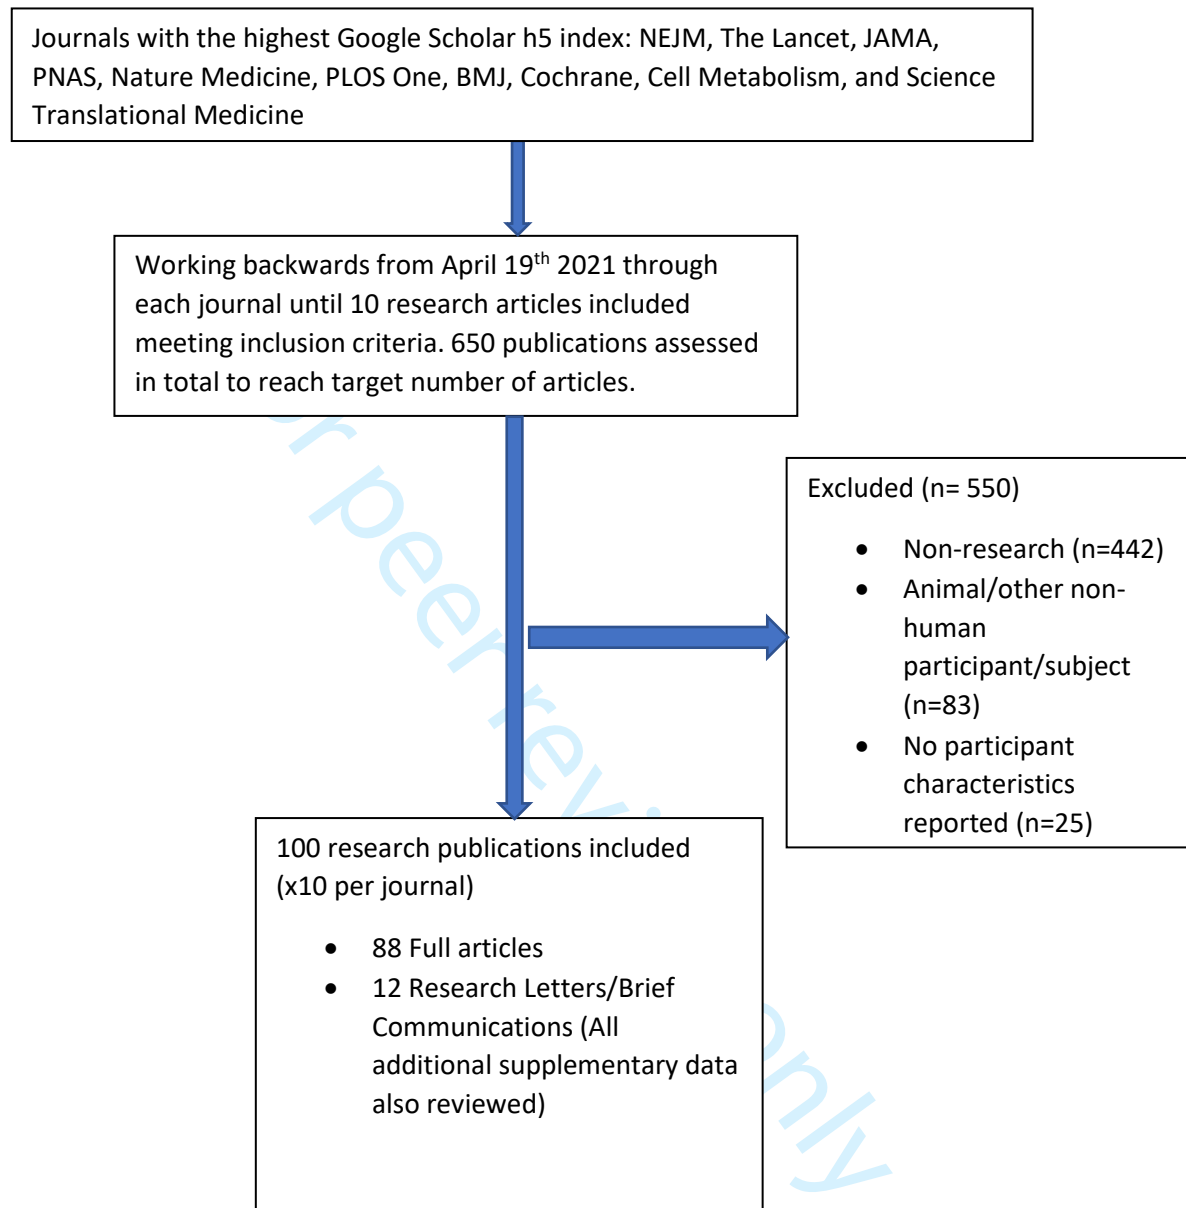 Journals with the highest Google Scholar h5 index: NEJM, The Lancet, JAMA,
PNAS, Nature Medicine, PLOS One, BMJ, Cochrane, Cell Metabolism, and Science
Translational Medicine
Working backwards from April 19th 2021 through
each journal until 10 research articles included
meeting inclusion criteria. 650 publications assessed
in total to reach target number of articles.
Excluded (n= 550)
• Non-research (n=442)
• Animal/other non-
human
participant/subject
(n=83)
• No participant
characteristics
reported (n=25)
100 research publications included
(x10 per journal)
• 88 Full articles
• 12 Research Letters/Brief
Communications (All
additional supplementary data
also reviewed)